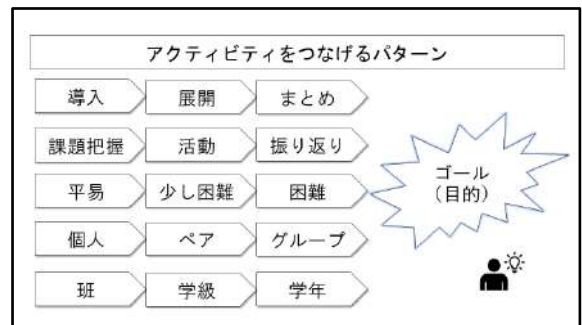 アクティビティをつなげるパターン
導入 展開 まとめ
課題把握 活動 振り返り
平易 少し困難 困難
個人 ペア グループ
班 学級 学年
ゴール
(目的)